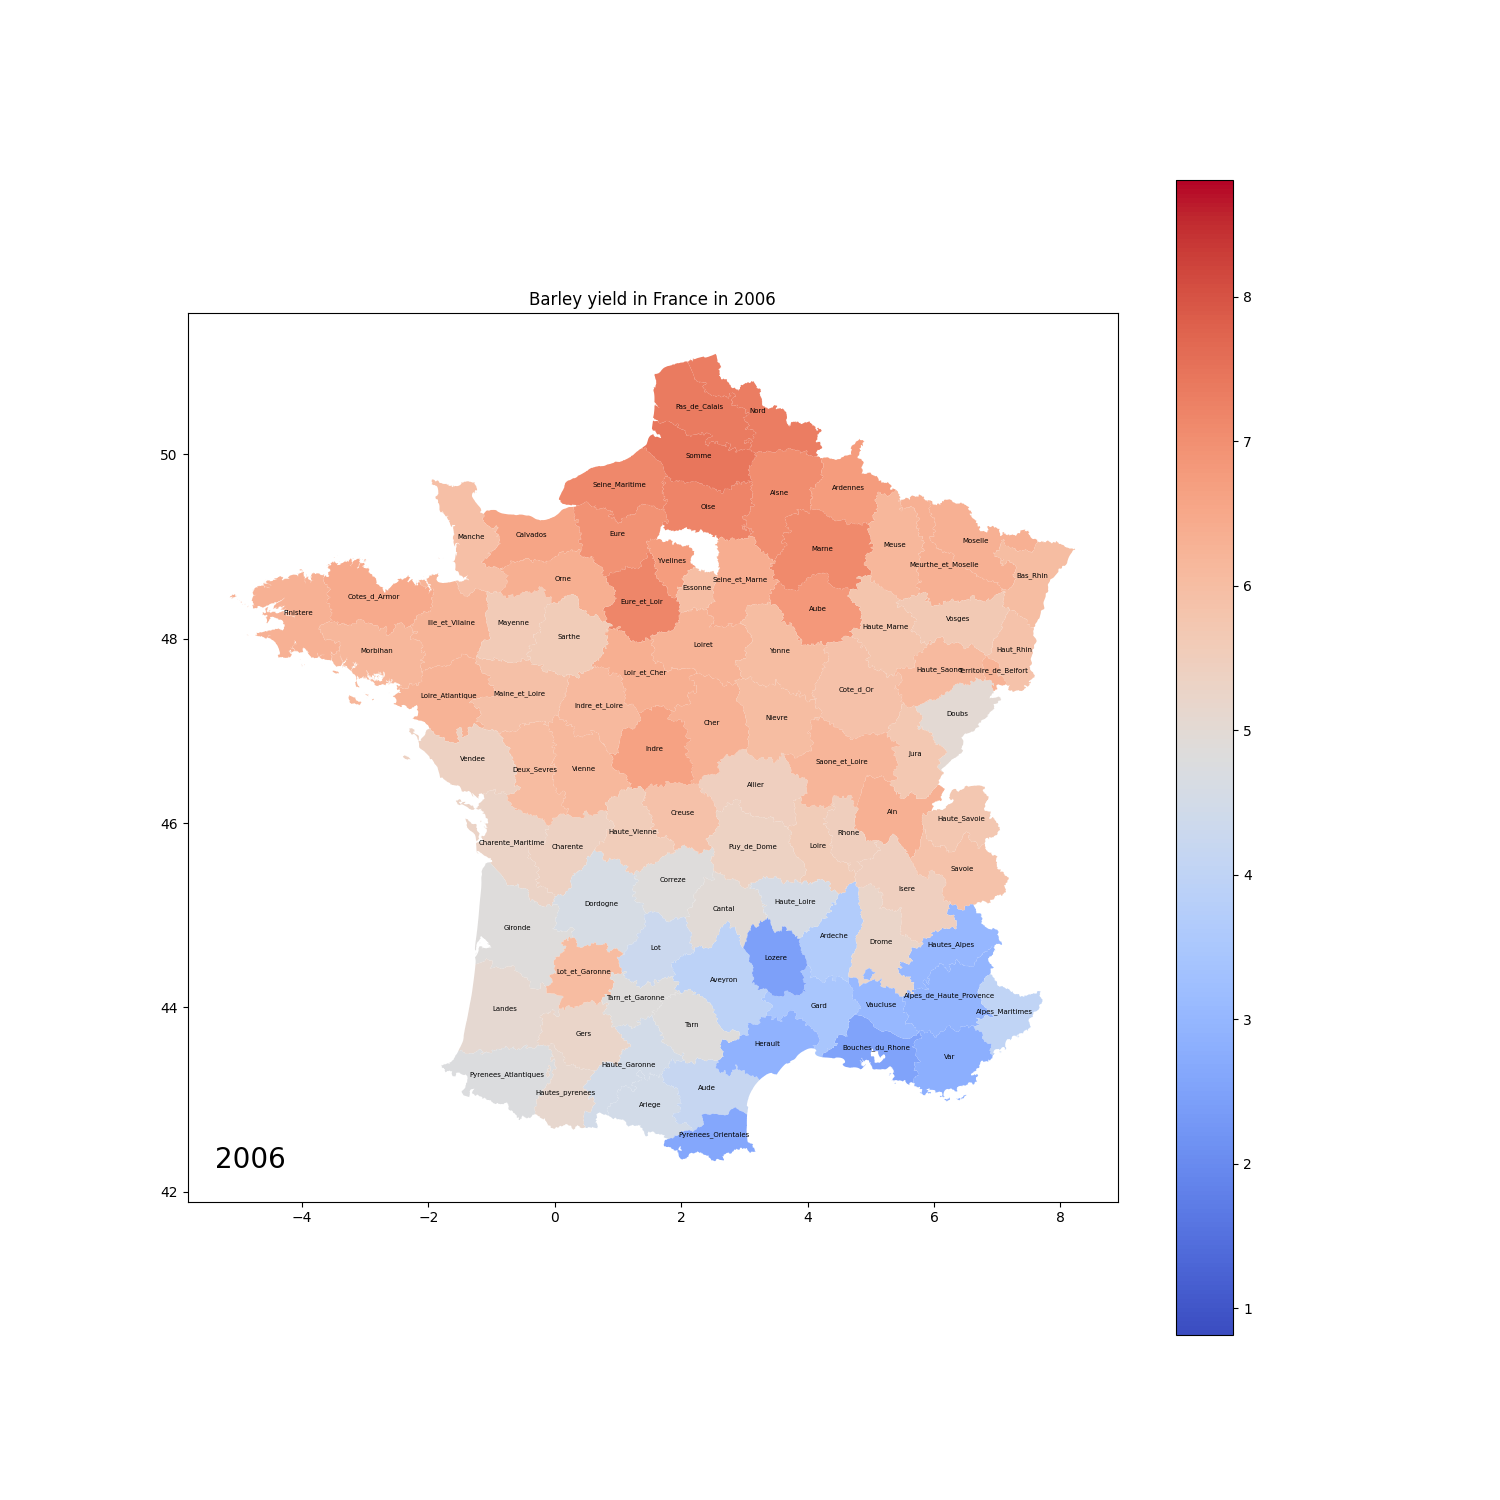 Barley yield in France in 2006
Pas_de_Calais
Nord
Somme
Seine_Maritime
Oise
Aisne
Ardennes
Manche
Calvados
Eure
Marne
Meuse
Moselle
Yvelines
Meurthe_et_Moselle
Bas_Rhin
Orne
Essonne
Seine_et_Marne
Cotes_d_Armor
Eure_et_Loir
Aube
Finistere
Ille_et_Vilaine
Mayenne
Sarthe
Haute_Marne
Vosges
Morbihan
Loiret
Yonne
Haut_Rhin
Loir_et_Cher
Haute_Saone
Territoire_de_Belfort
Loire_Atlantique
Maine_et_Loire
Indre_et_Loire
Cote_d_Or
Cher
Nievre
Doubs
Indre
Jura
Vendee
Deux_Sevres
Vienne
Saone_et_Loire
Allier
Creuse
Ain
Haute_Savoie
Haute_Vienne
Rhone
Charente_Maritime
Charente
Puy_de_Dome
Loire
Savoie
Correze
Isere
Dordogne
Cantal
Haute_Loire
Gironde
Ardeche
Drome
Lot
Hautes_Alpes
Lozere
Lot_et_Garonne
Aveyron
Tarn_et_Garonne
Alpes_de_Haute_Provence
Landes
Gard
Vaucluse
Alpes_Maritimes
Gers
Tarn
Herault
Bouches_du_Rhone
Var
Haute_Garonne
Pyrenees_Atlantiques
Hautes_pyrenees
Aude
Ariege
Pyrenees_Orientales
2006
50
48
46
44
42
−4
−2
0
2
4
6
8
8
7
6
5
4
3
2
1